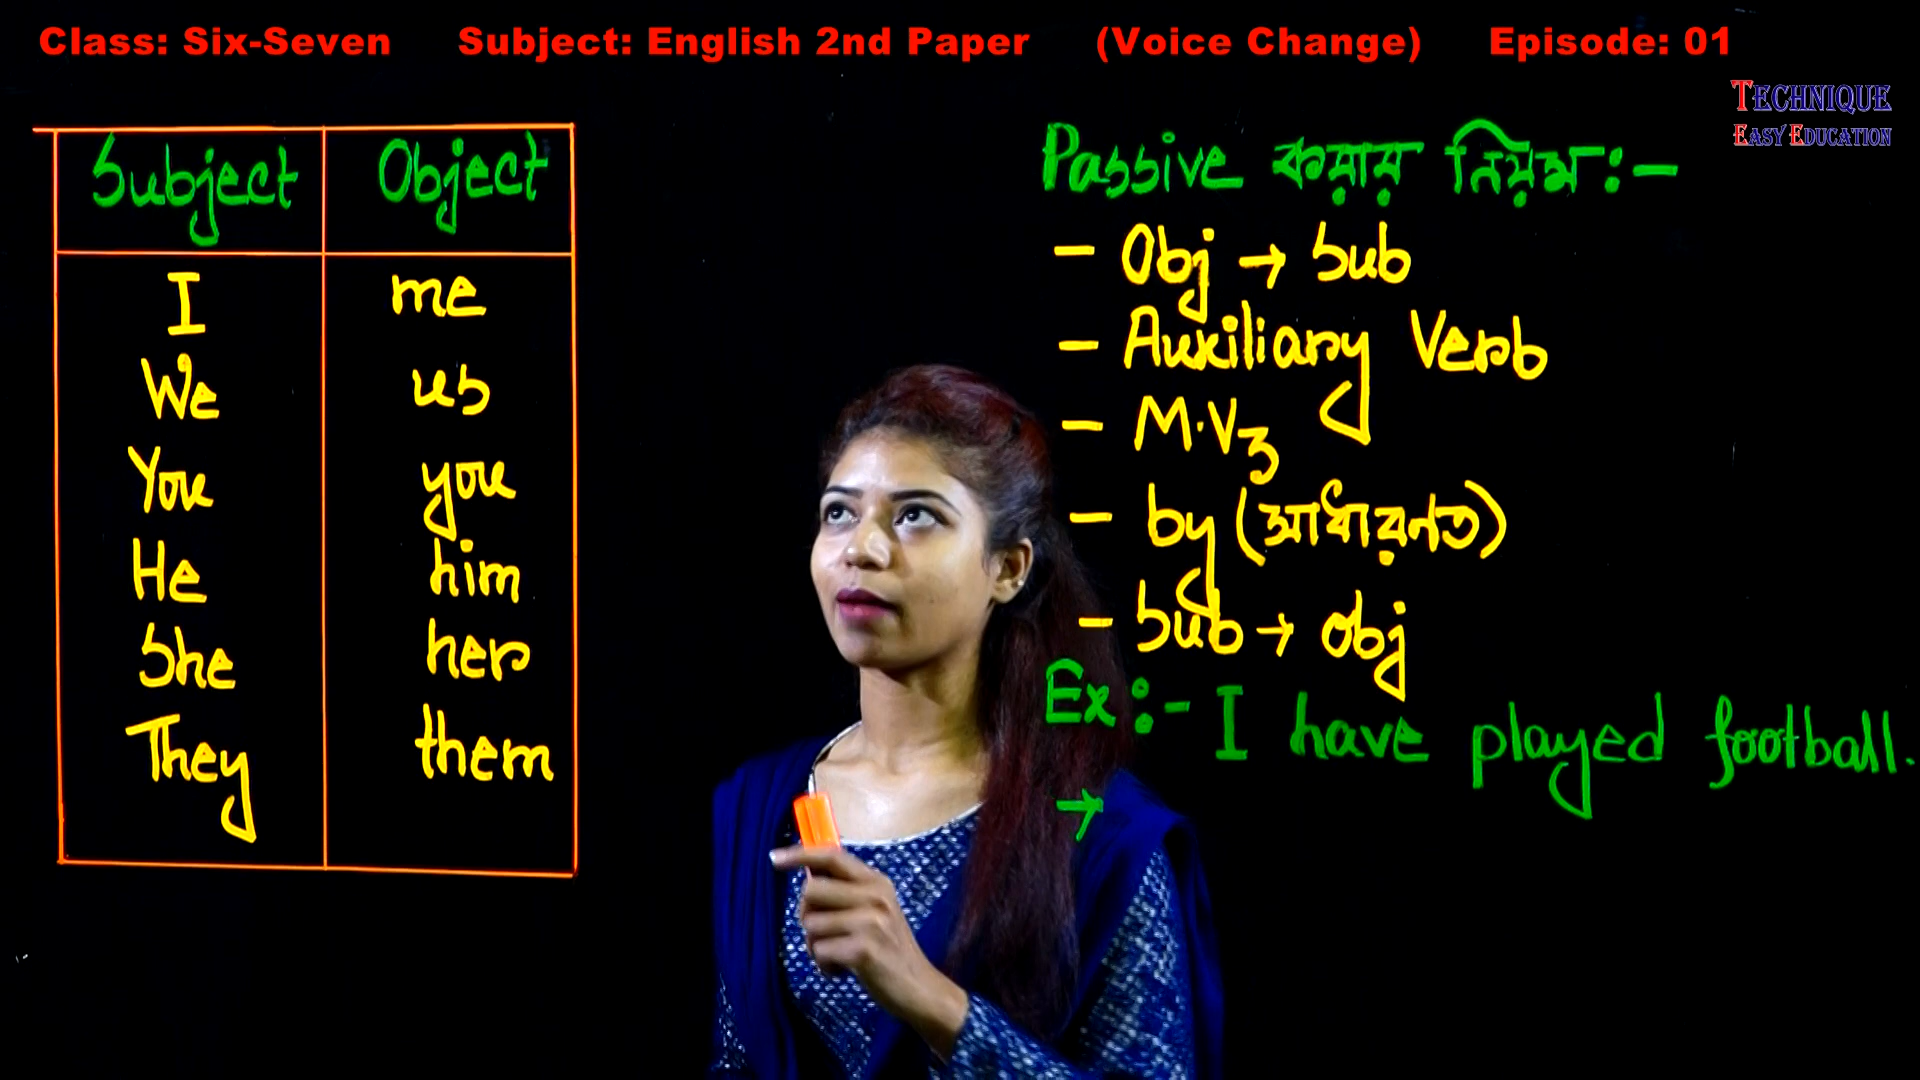 Class: Six-Seven Subject: English 2nd Paper (Voice Change) Episode: 01
TECHNIQUE
EASY EDUCATION
Subject Object
I me
We us
You you
He him
She her
They them
Passive করার নিয়ম :-
- Obj → Sub
- Auxiliary Verb
- M.V3
- by (সাধারনত)
- Sub → Obj
Ex :- I have played football.
→